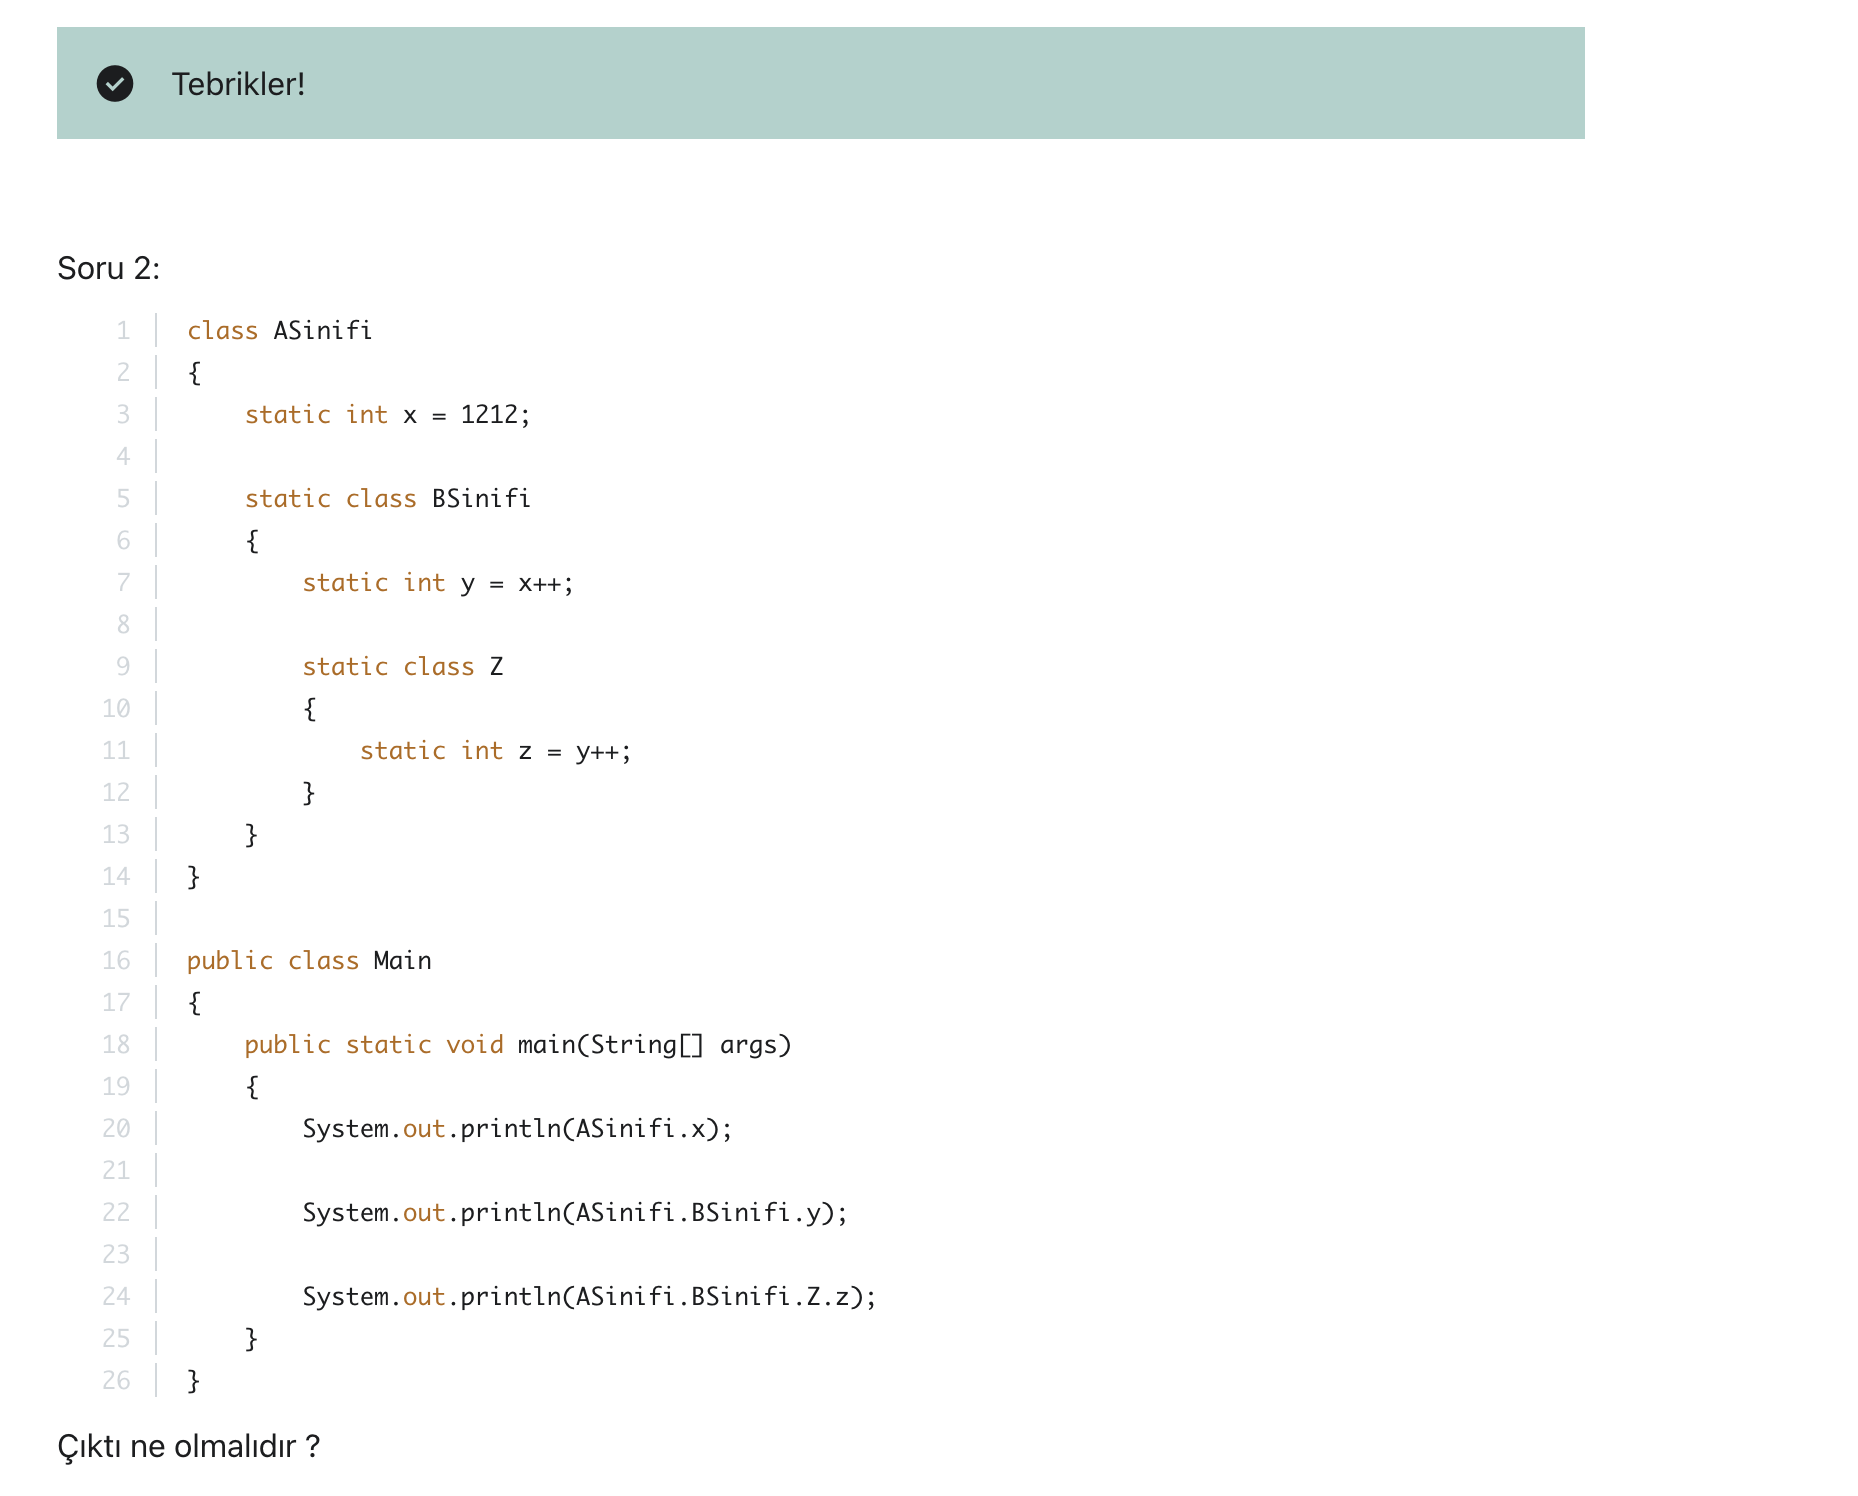 Tebrikler!
Soru 2:
1 class ASinifi
2 {
3     static int x = 1212;
4
5     static class BSinifi
6     {
7         static int y = x++;
8
9         static class Z
10         {
11             static int z = y++;
12         }
13     }
14 }
15
16 public class Main
17 {
18     public static void main(String[] args)
19     {
20         System.out.println(ASinifi.x);
21
22         System.out.println(ASinifi.BSinifi.y);
23
24         System.out.println(ASinifi.BSinifi.Z.z);
25     }
26 }
Çıktı ne olmalıdır ?